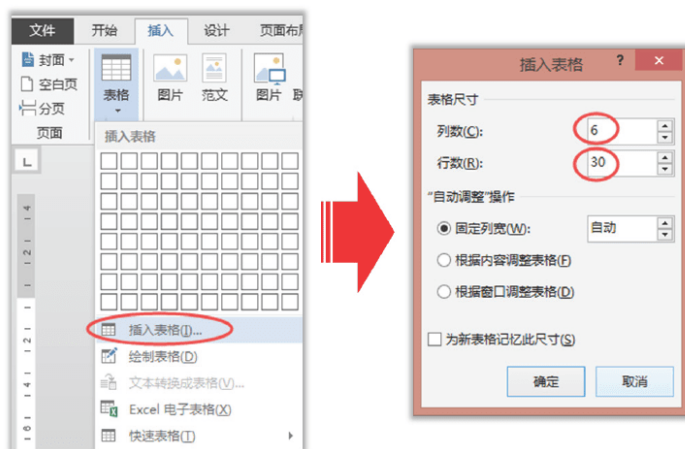 文件 开始 插入 设计 页面布
封面
空白页
分页
页面
表格
图片 范文 图片
插入表格
插入表格(I)...
绘制表格(D)
文本转换成表格(V)...
Excel 电子表格(X)
快速表格(T)
L
4
2
2
4
6
插入表格 ? ×
表格尺寸
列数(C): 6
行数(R): 30
“自动调整”操作
固定列宽(W): 自动
根据内容调整表格(F)
根据窗口调整表格(D)
为新表格记忆此尺寸(S)
确定 取消